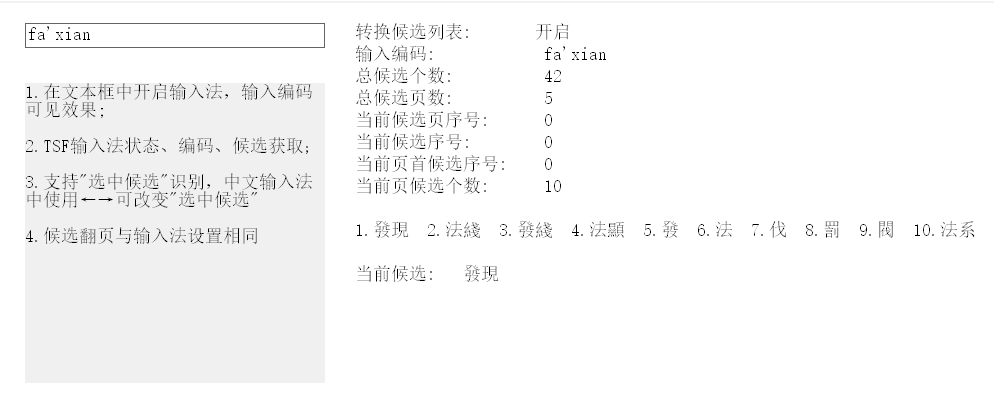 fa'xian
1.在文本框中开启输入法，输入编码
可见效果;
2.TSF输入法状态、编码、候选获取;
3.支持"选中候选"识别，中文输入法
中使用←→可改变"选中候选"
4.候选翻页与输入法设置相同
转换候选列表: 开启
输入编码: fa'xian
总候选个数: 42
总候选页数: 5
当前候选页序号: 0
当前候选序号: 0
当前页首候选序号: 0
当前页候选个数: 10
1.發現 2.法綫 3.發綫 4.法顯 5.發 6.法 7.伐 8.罰 9.閥 10.法系
当前候选: 發現